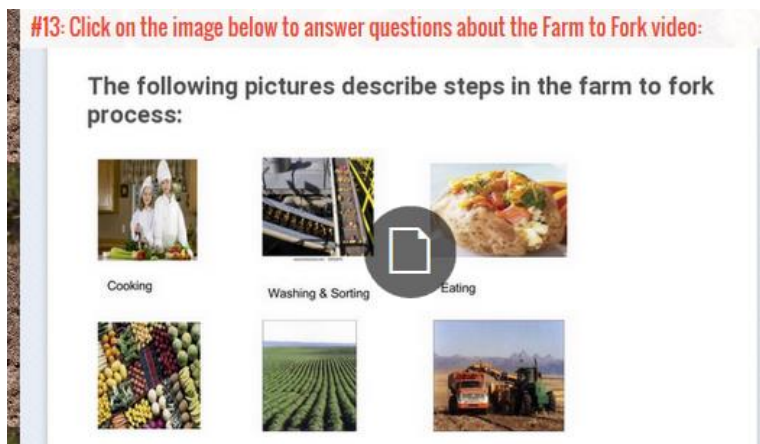 #13: Click on the image below to answer questions about the Farm to Fork video:
The following pictures describe steps in the farm to fork
process:
Cooking
Washing & Sorting
Eating